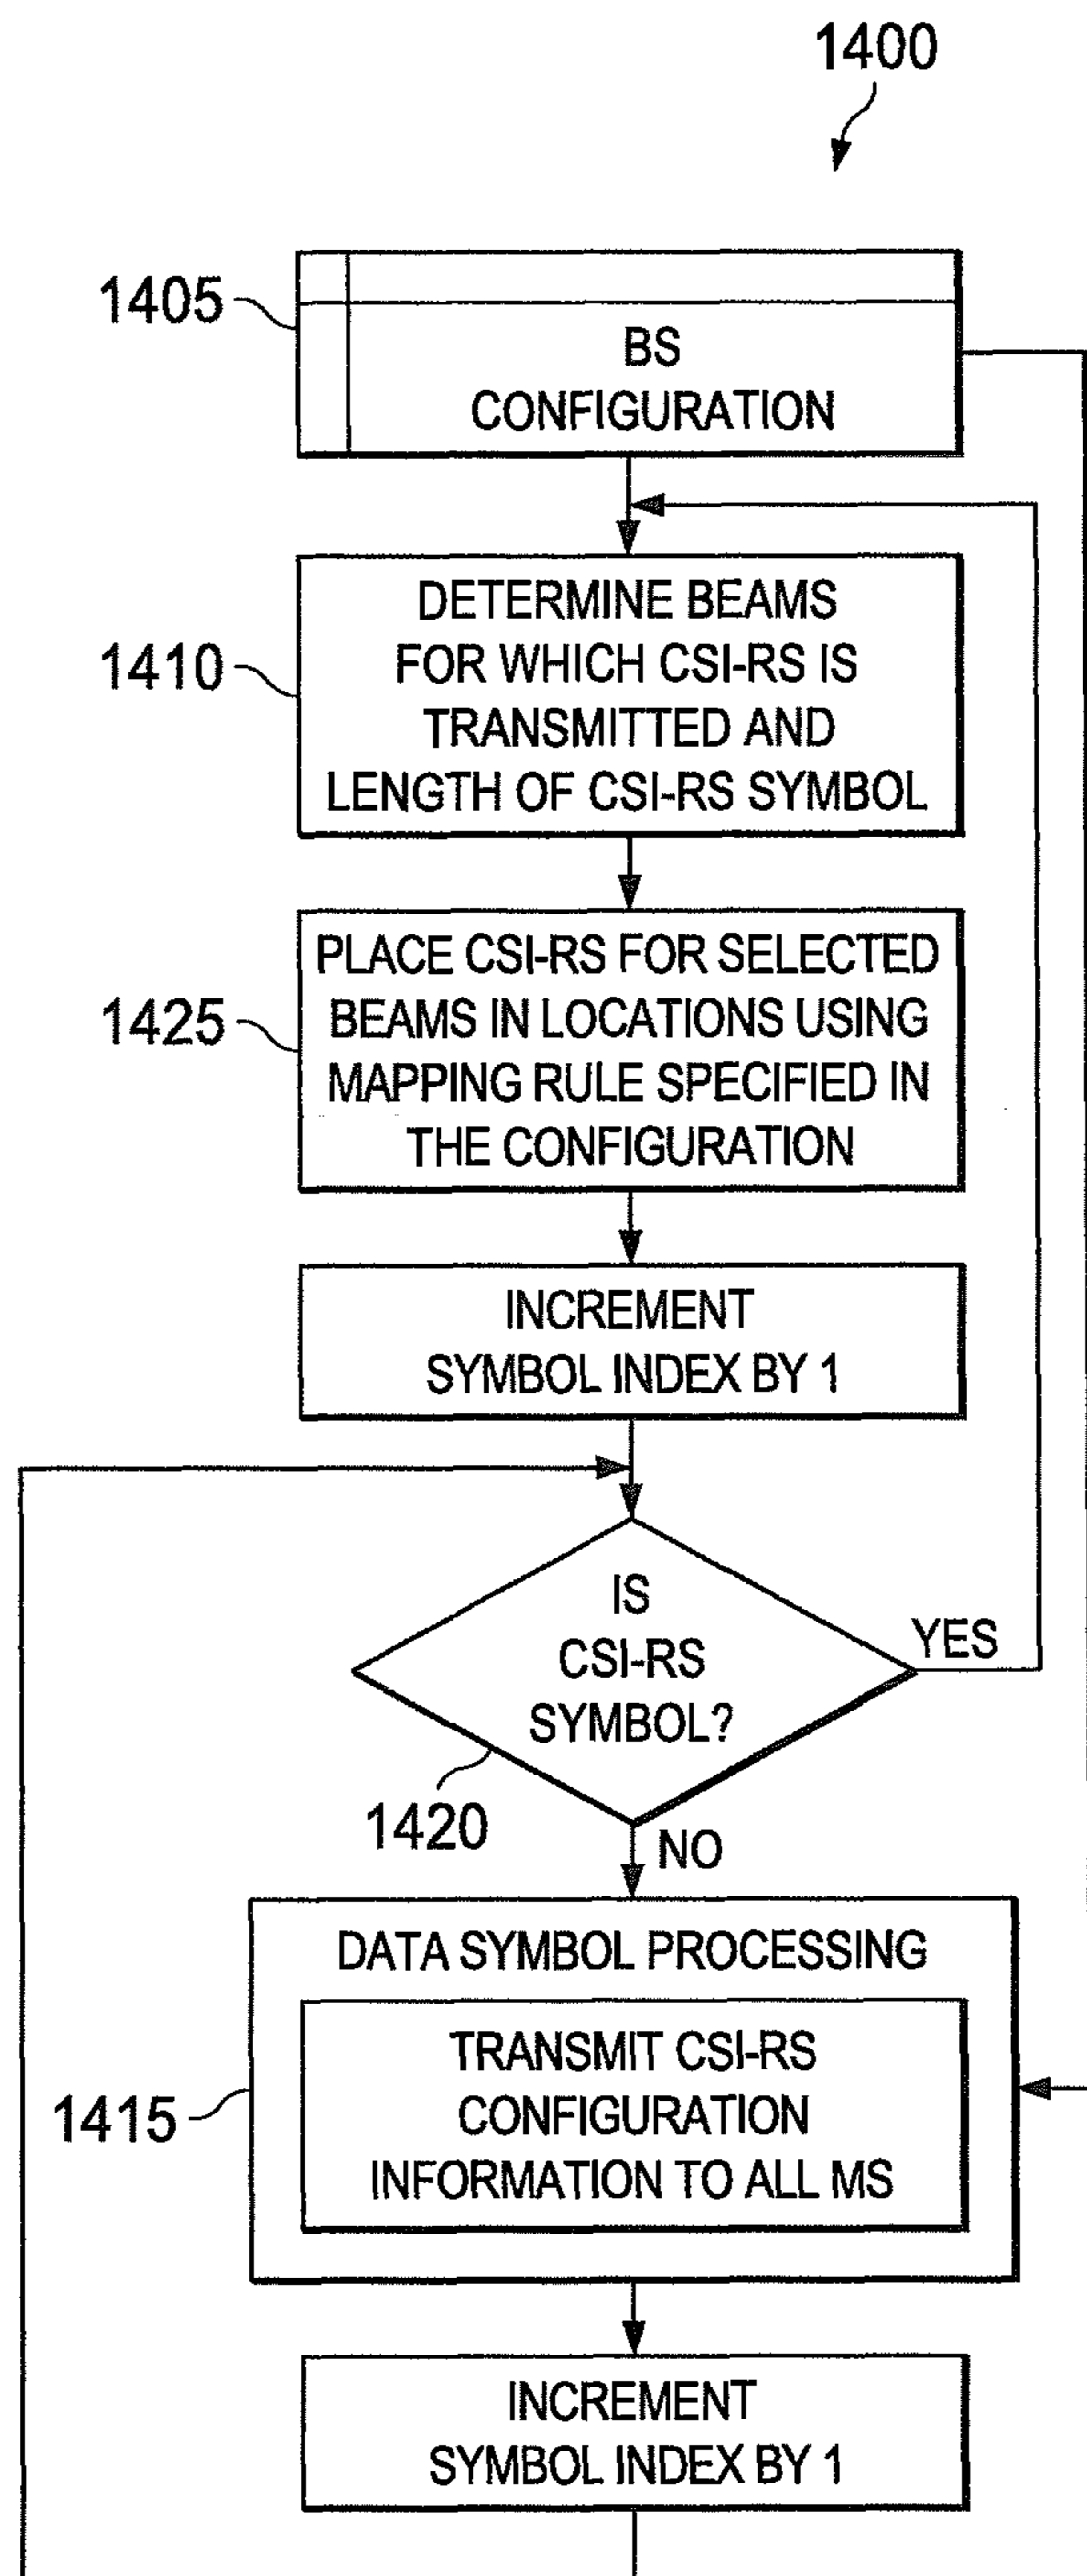 1400
1405
BS
CONFIGURATION
1410
DETERMINE BEAMS
FOR WHICH CSI-RS IS
TRANSMITTED AND
LENGTH OF CSI-RS SYMBOL
1425
PLACE CSI-RS FOR SELECTED
BEAMS IN LOCATIONS USING
MAPPING RULE SPECIFIED IN
THE CONFIGURATION
INCREMENT
SYMBOL INDEX BY 1
IS
CSI-RS
SYMBOL?
YES
1420
NO
DATA SYMBOL PROCESSING
1415
TRANSMIT CSI-RS
CONFIGURATION
INFORMATION TO ALL MS
INCREMENT
SYMBOL INDEX BY 1